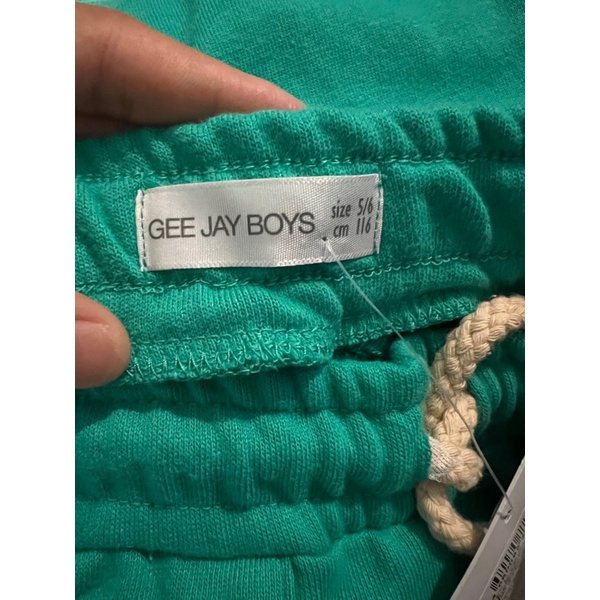 GEE JAY BOYS
size 5/6
cm 116